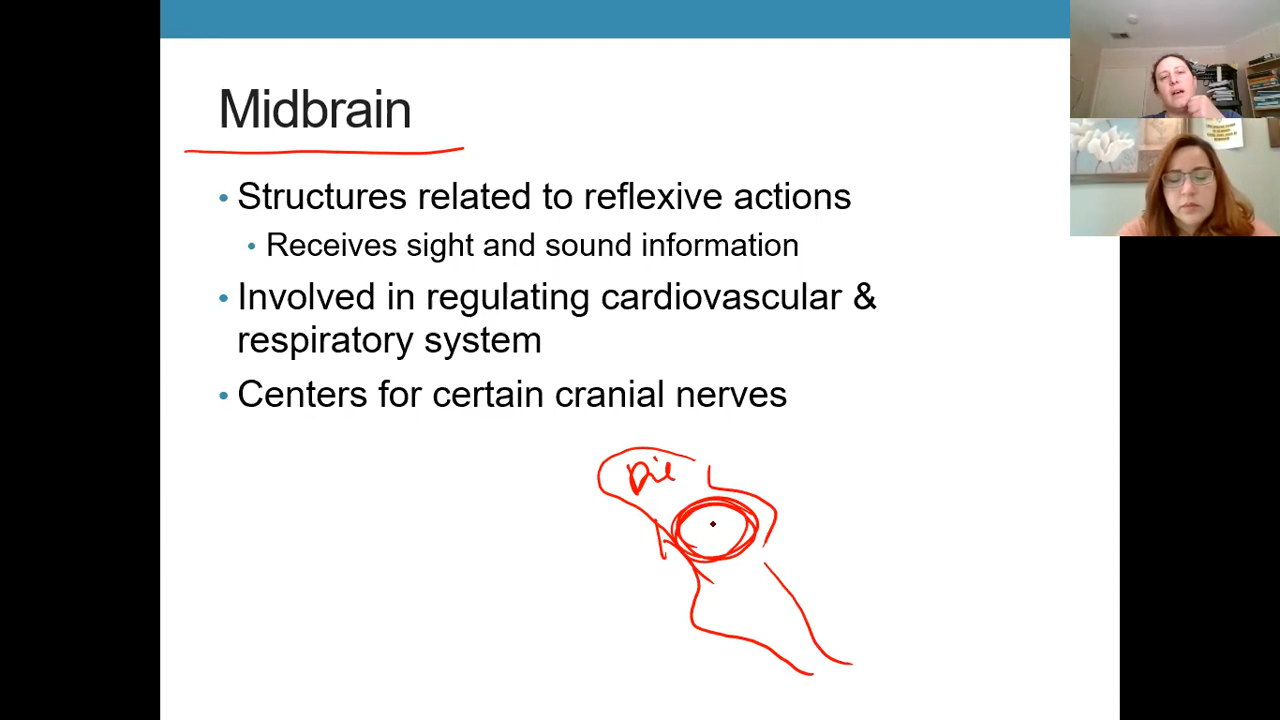 Midbrain
• Structures related to reflexive actions
• Receives sight and sound information
• Involved in regulating cardiovascular &
respiratory system
• Centers for certain cranial nerves
Die